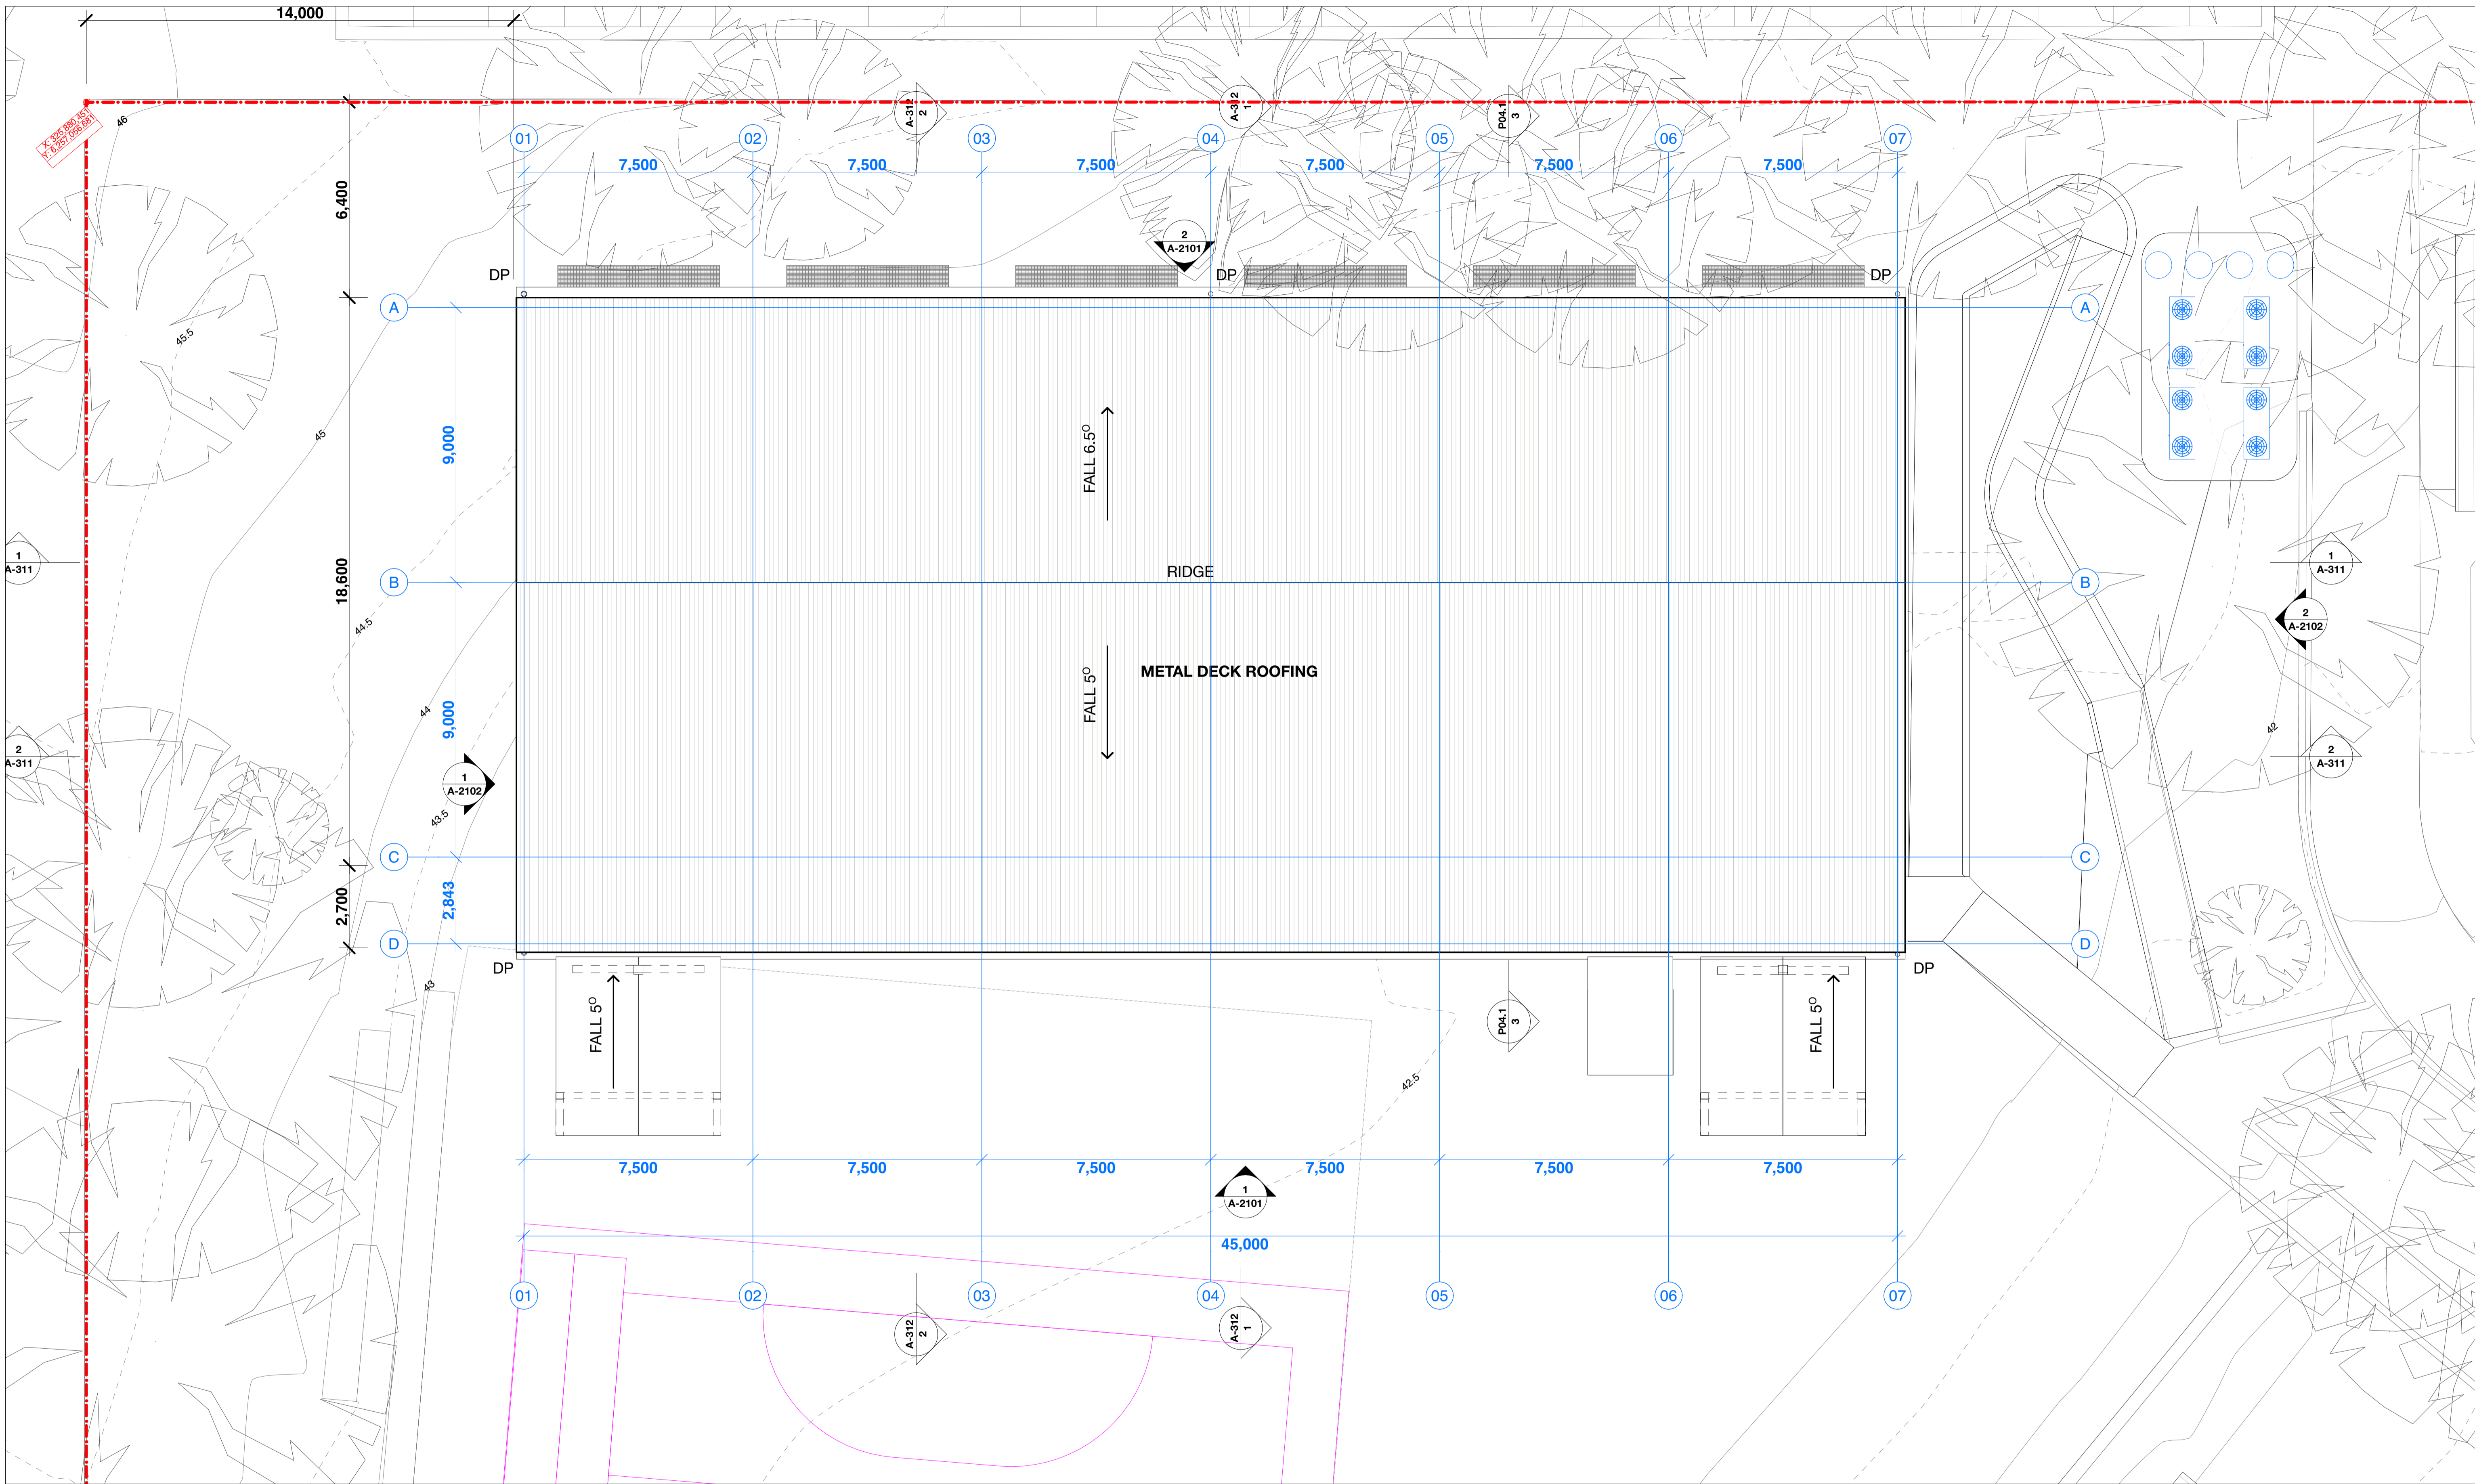 14,000
X: 325,880.451
Y: 6,257,056.681
46
A-312
2
A-312
1
P04.1
3
01
02
03
04
05
06
07
7,500
7,500
7,500
7,500
7,500
7,500
6,400
2
A-2101
DP
DP
DP
A
A
45.5
45
9,000
FALL 6.5O
1
A-311
1
A-311
18,600
RIDGE
B
B
44.5
2
A-2102
METAL DECK ROOFING
FALL 5O
44
9,000
42
2
A-311
2
A-311
1
A-2102
43.5
C
C
2,700
2,843
D
D
DP
DP
43
FALL 5O
P04.1
3
FALL 5O
42.5
7,500
7,500
7,500
7,500
7,500
7,500
1
A-2101
45,000
01
02
03
04
05
06
07
A-312
2
A-312
1